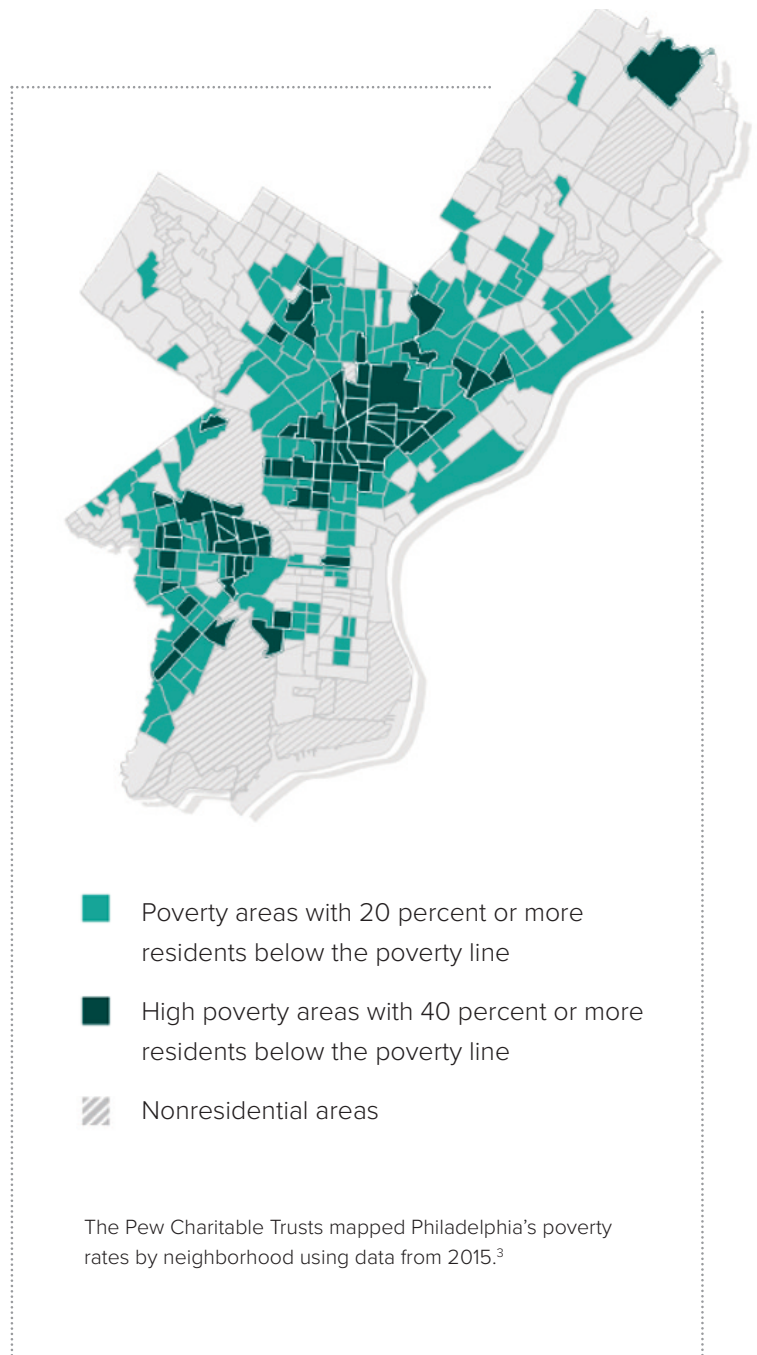 Poverty areas with 20 percent or more
residents below the poverty line
High poverty areas with 40 percent or more
residents below the poverty line
Nonresidential areas
The Pew Charitable Trusts mapped Philadelphia’s poverty
rates by neighborhood using data from 2015.³